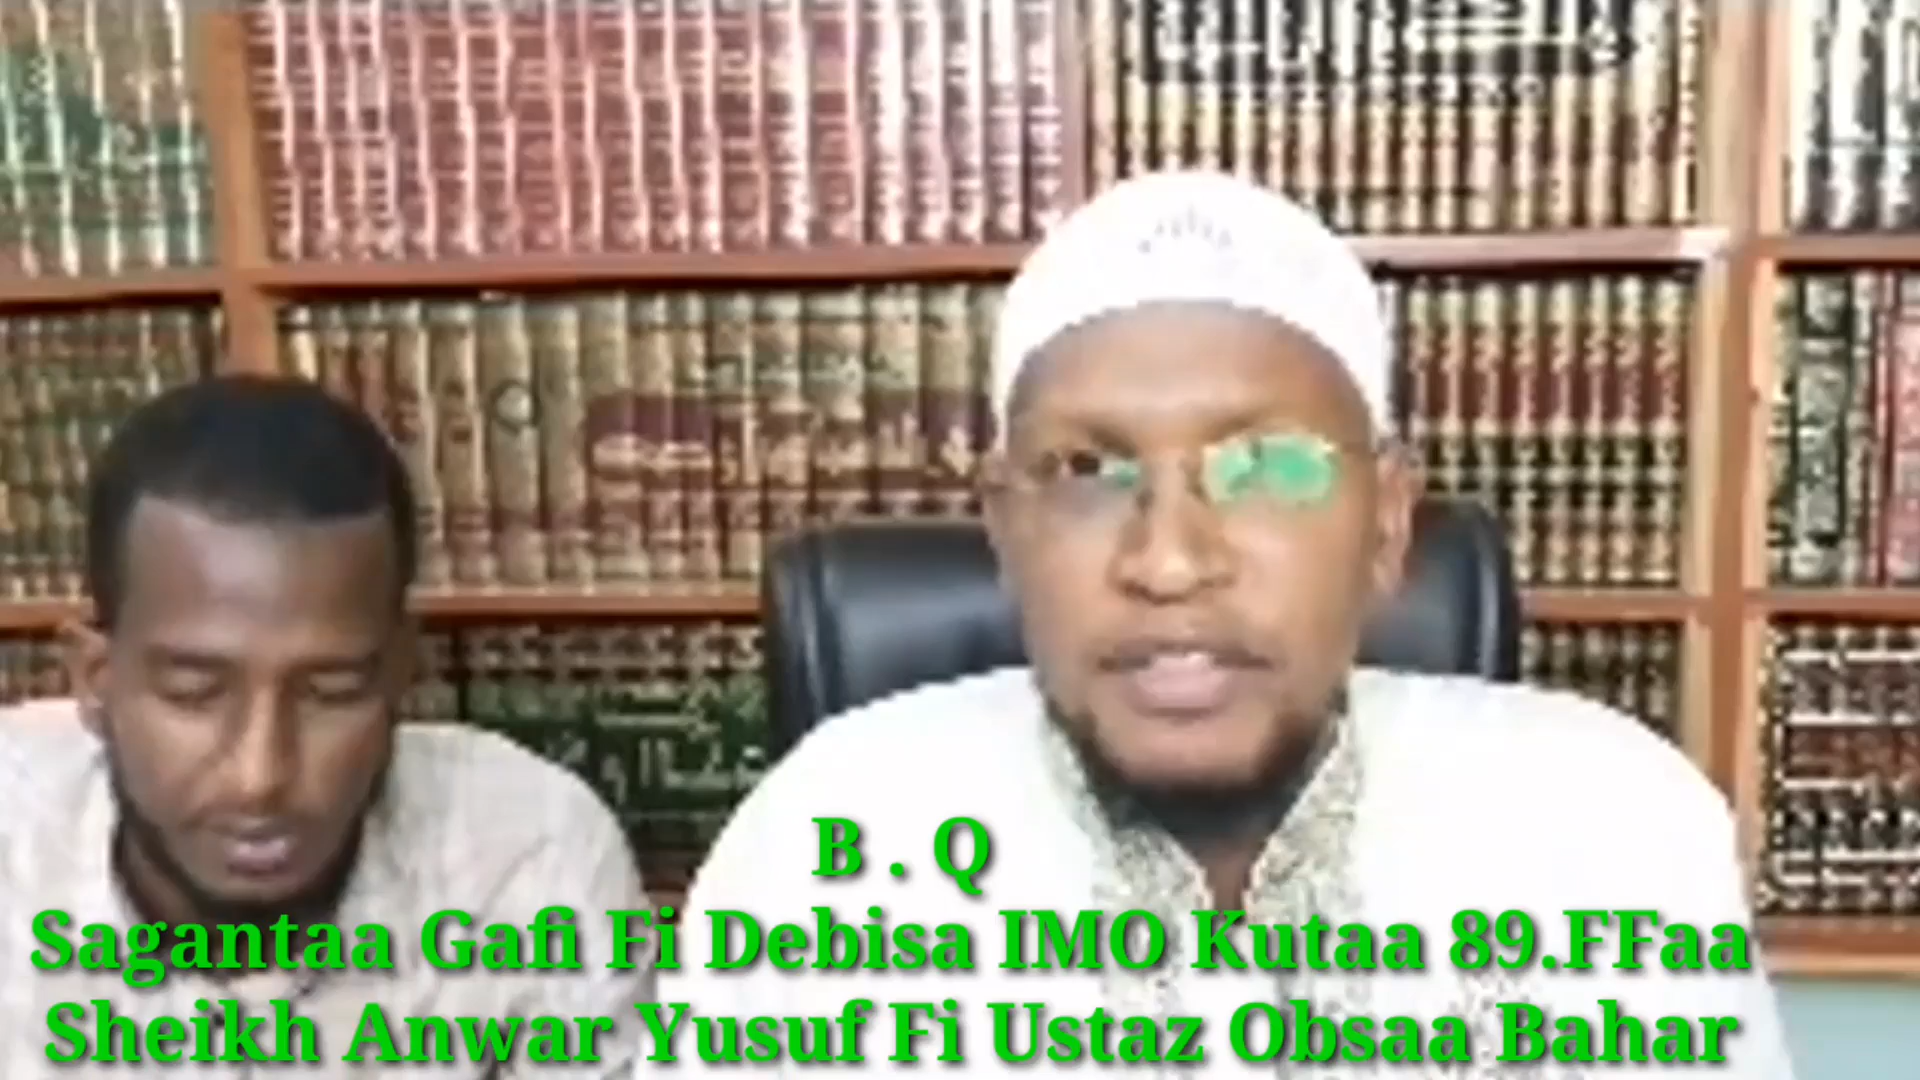 B . Q
Sagantaa Gafi Fi Debisa IMO Kutaa 89.FFaa
Sheikh Anwar Yusuf Fi Ustaz Obsaa Bahar